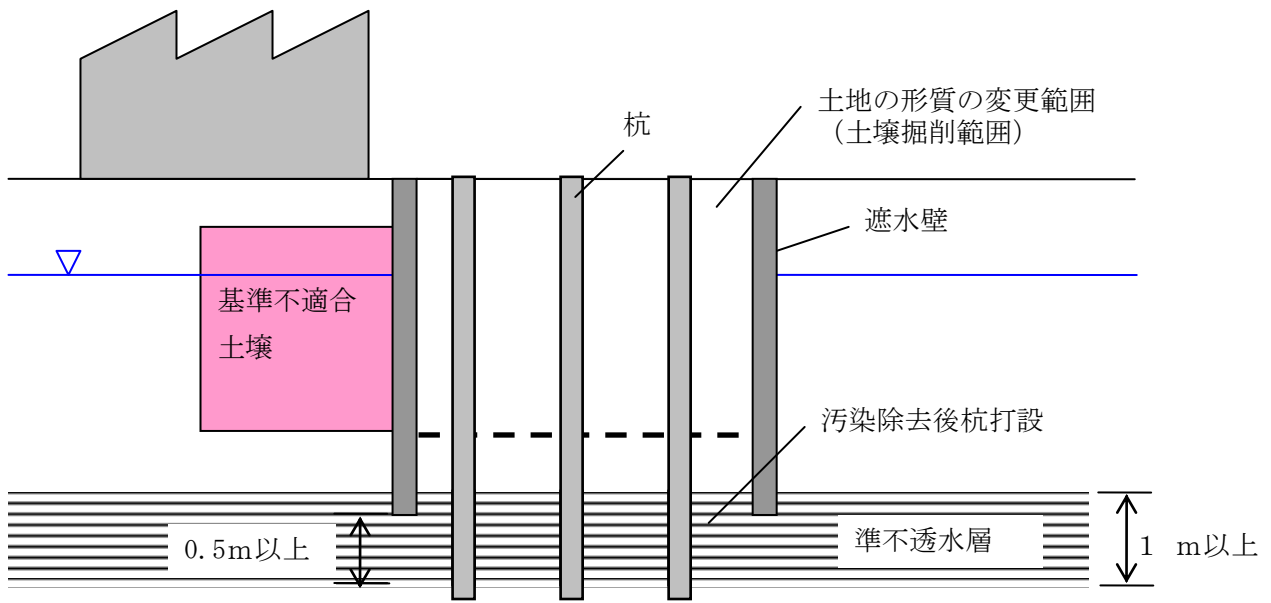 土地の形質の変更範囲
（土壌掘削範囲）
杭
遮水壁
基準不適合
土壌
汚染除去後杭打設
0.5m以上
準不透水層
1 m以上